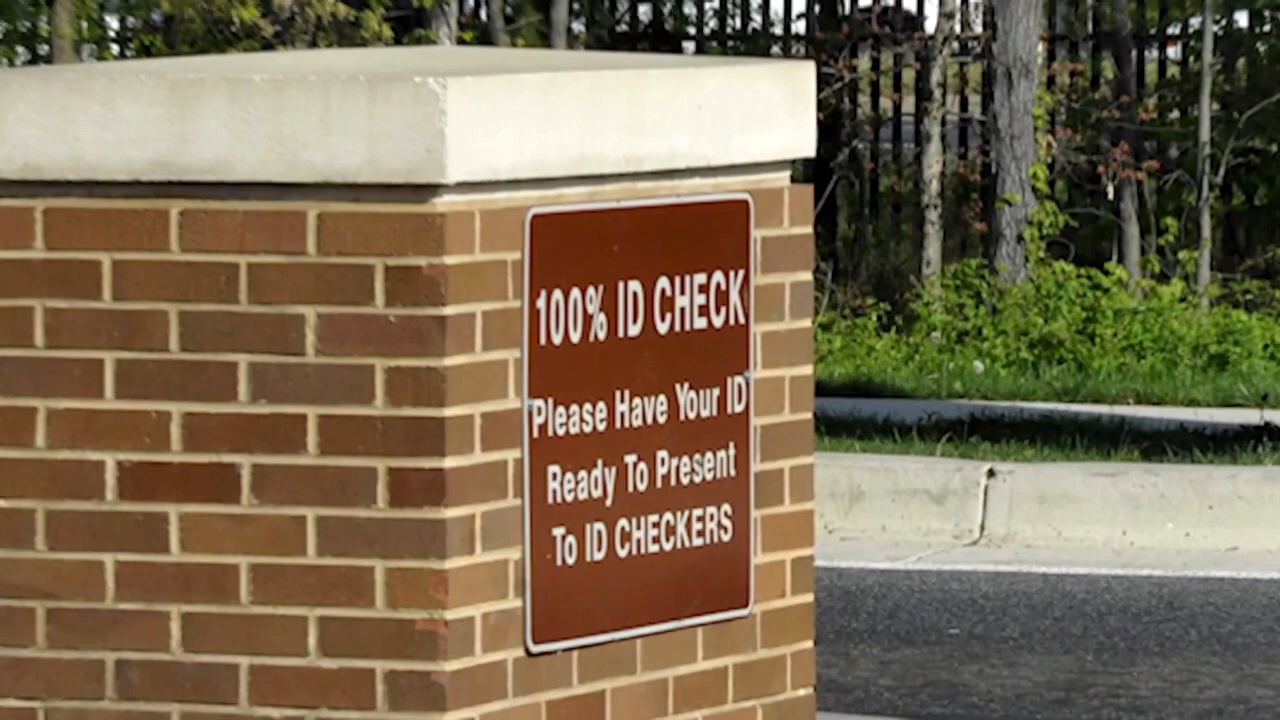 100% ID CHECK
Please Have Your ID
Ready To Present
To ID CHECKERS